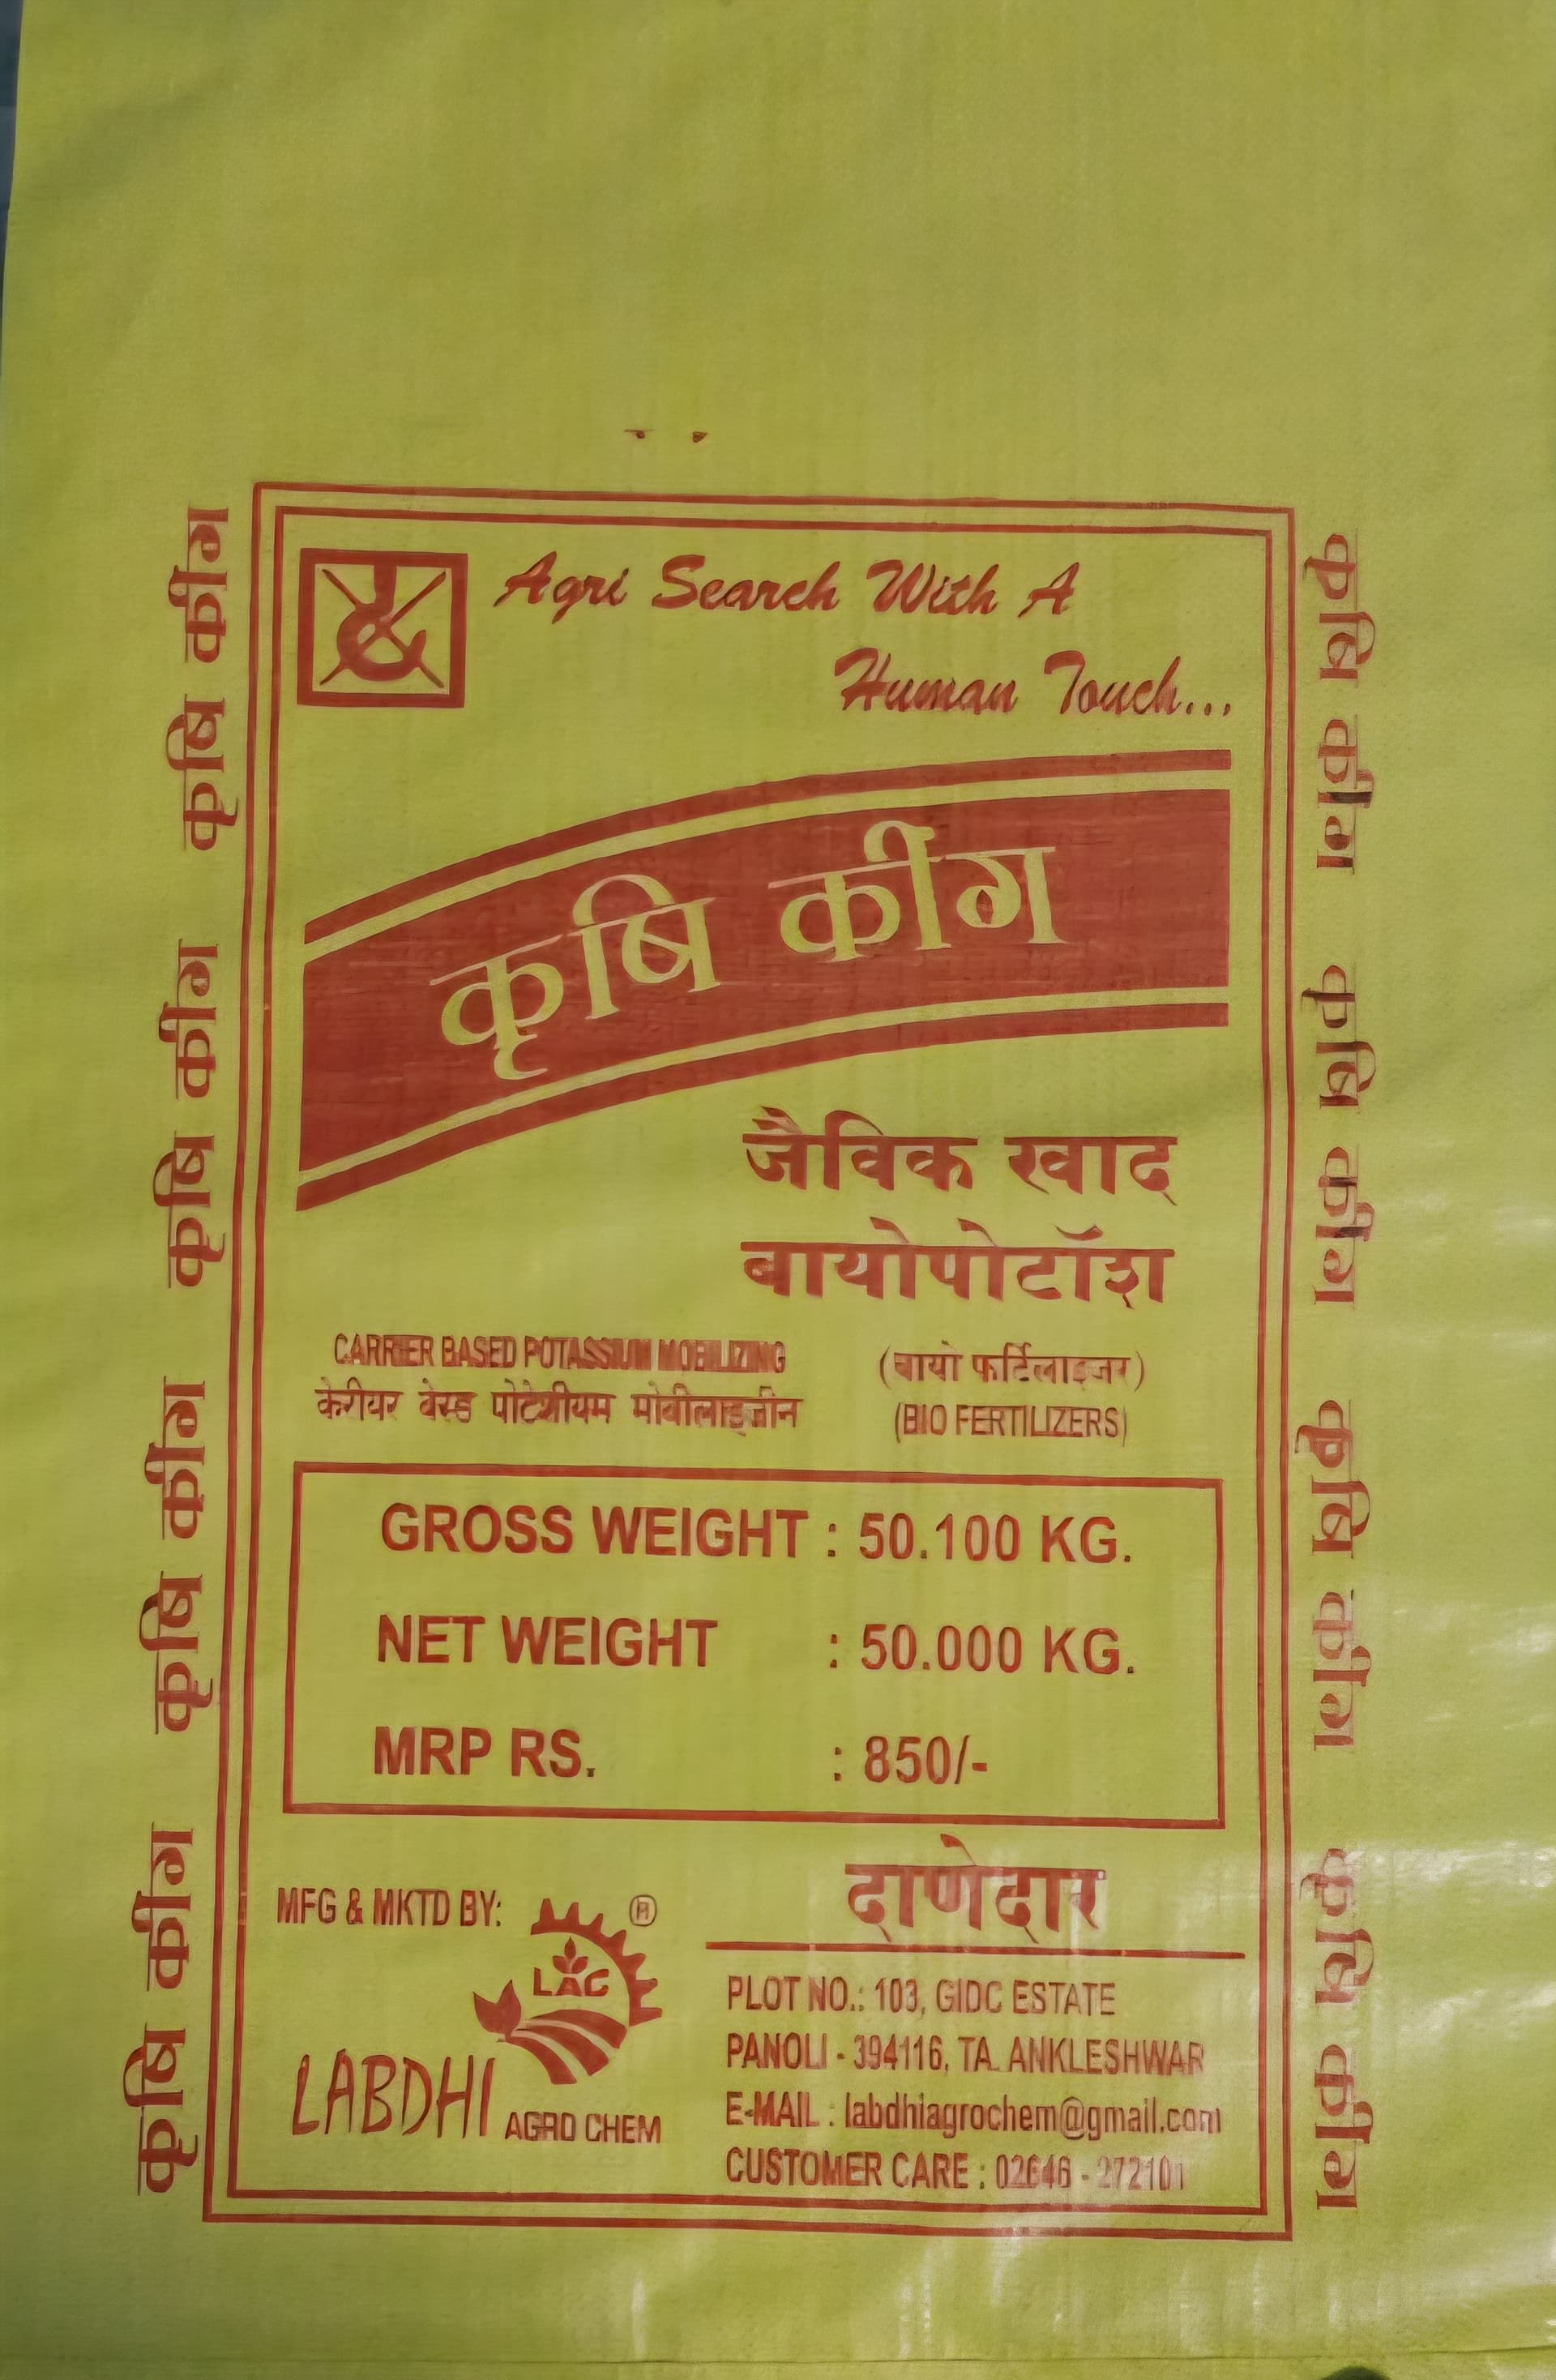 Agri Search With A
Human Touch...
कृषि कींग
जैविक खाद
बायोपोटॉश
CARRIER BASED POTASSIUM MOBILIZING
केरीयर बेस्ड पोटेशीयम मोबीलाइजीन
(बायो फर्टिलाइजर)
(BIO FERTILIZERS)
GROSS WEIGHT : 50.100 KG.
NET WEIGHT : 50.000 KG.
MRP RS. : 850/-
दाणेदार
MFG & MKTD BY:
LAC
LABDHI AGRO CHEM
PLOT NO.: 103, GIDC ESTATE
PANOLI - 394116, TA. ANKLESHWAR
E-MAIL : labdhiagrochem@gmail.com
CUSTOMER CARE : 02646 - 272101
कृषि कींग कृषि कींग कृषि कींग कृषि कींग
कृषि कींग कृषि कींग कृषि कींग कृषि कींग